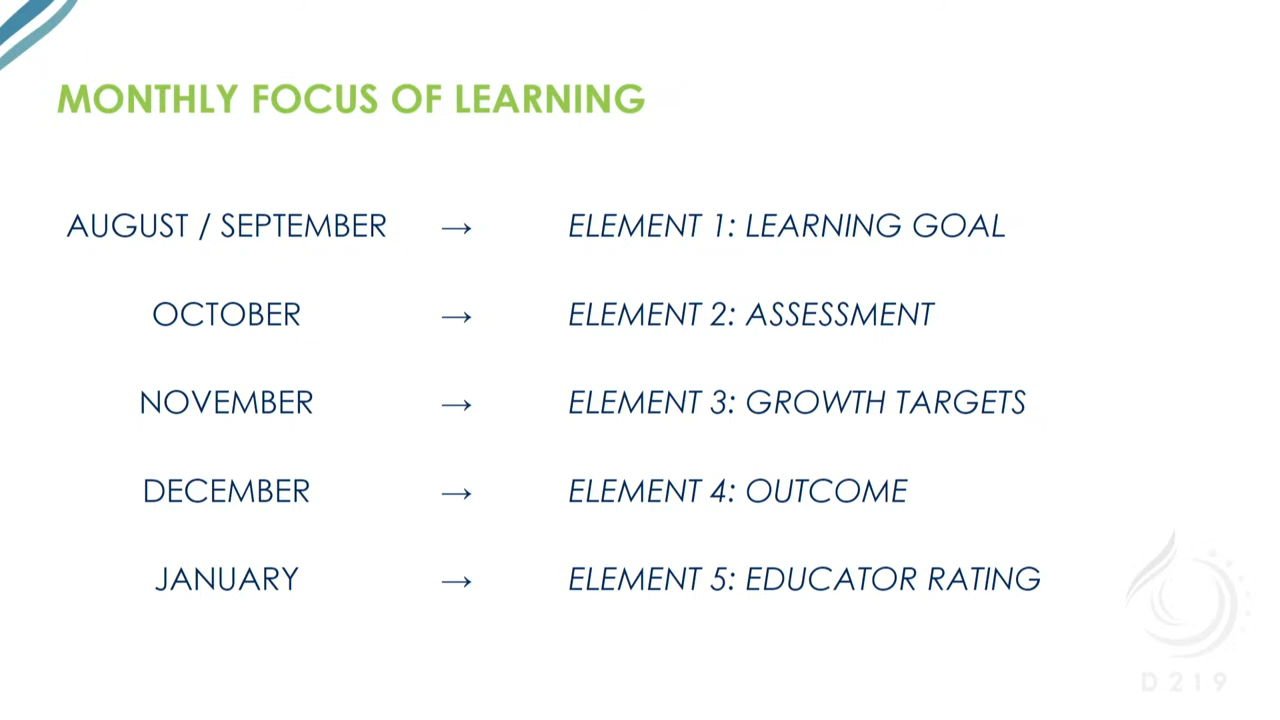 MONTHLY FOCUS OF LEARNING
AUGUST / SEPTEMBER → ELEMENT 1: LEARNING GOAL
OCTOBER → ELEMENT 2: ASSESSMENT
NOVEMBER → ELEMENT 3: GROWTH TARGETS
DECEMBER → ELEMENT 4: OUTCOME
JANUARY → ELEMENT 5: EDUCATOR RATING
D219